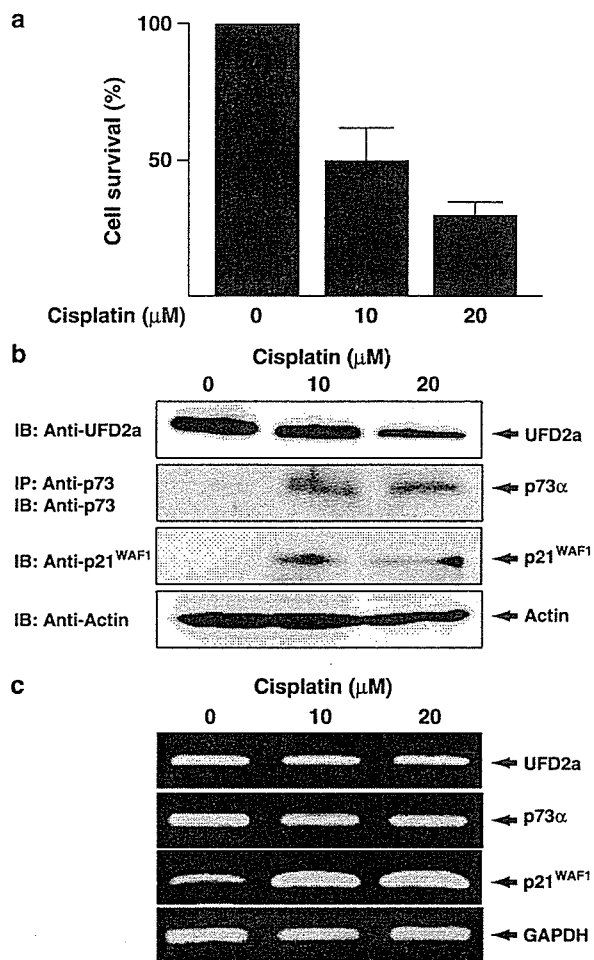 a
100
50
Cell survival (%)
Cisplatin (µM) 0 10 20
b
Cisplatin (µM)
0 10 20
IB: Anti-UFD2a UFD2a
IP: Anti-p73
IB: Anti-p73 p73α
IB: Anti-p21WAF1 p21WAF1
IB: Anti-Actin Actin
c
Cisplatin (µM)
0 10 20
UFD2a
p73α
p21WAF1
GAPDH